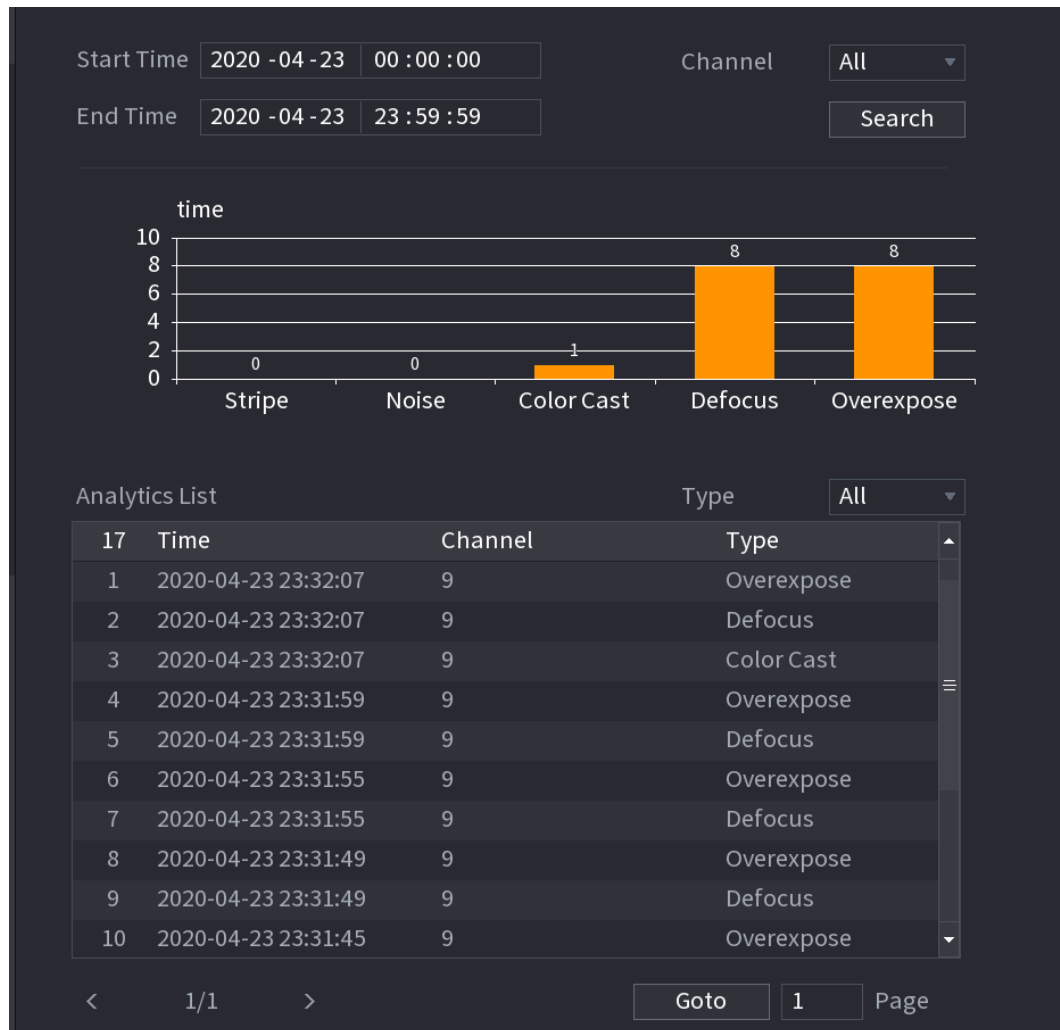 Start Time 2020 -04 -23 00 : 00 : 00 Channel All
End Time 2020 -04 -23 23 : 59 : 59 Search
time
10
8
6
4
2
0
0 0 1 8 8
Stripe Noise Color Cast Defocus Overexpose
Analytics List Type All
17 Time Channel Type
1 2020-04-23 23:32:07 9 Overexpose
2 2020-04-23 23:32:07 9 Defocus
3 2020-04-23 23:32:07 9 Color Cast
4 2020-04-23 23:31:59 9 Overexpose
5 2020-04-23 23:31:59 9 Defocus
6 2020-04-23 23:31:55 9 Overexpose
7 2020-04-23 23:31:55 9 Defocus
8 2020-04-23 23:31:49 9 Overexpose
9 2020-04-23 23:31:49 9 Defocus
10 2020-04-23 23:31:45 9 Overexpose
< 1/1 > Goto 1 Page